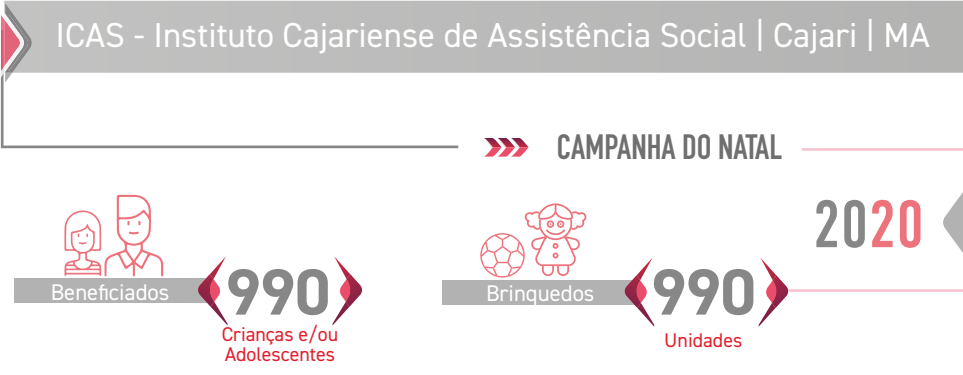 ICAS - Instituto Cajariense de Assistência Social | Cajari | MA
CAMPANHA DO NATAL
2020
Beneficiados
990
Crianças e/ou
Adolescentes
Brinquedos
990
Unidades